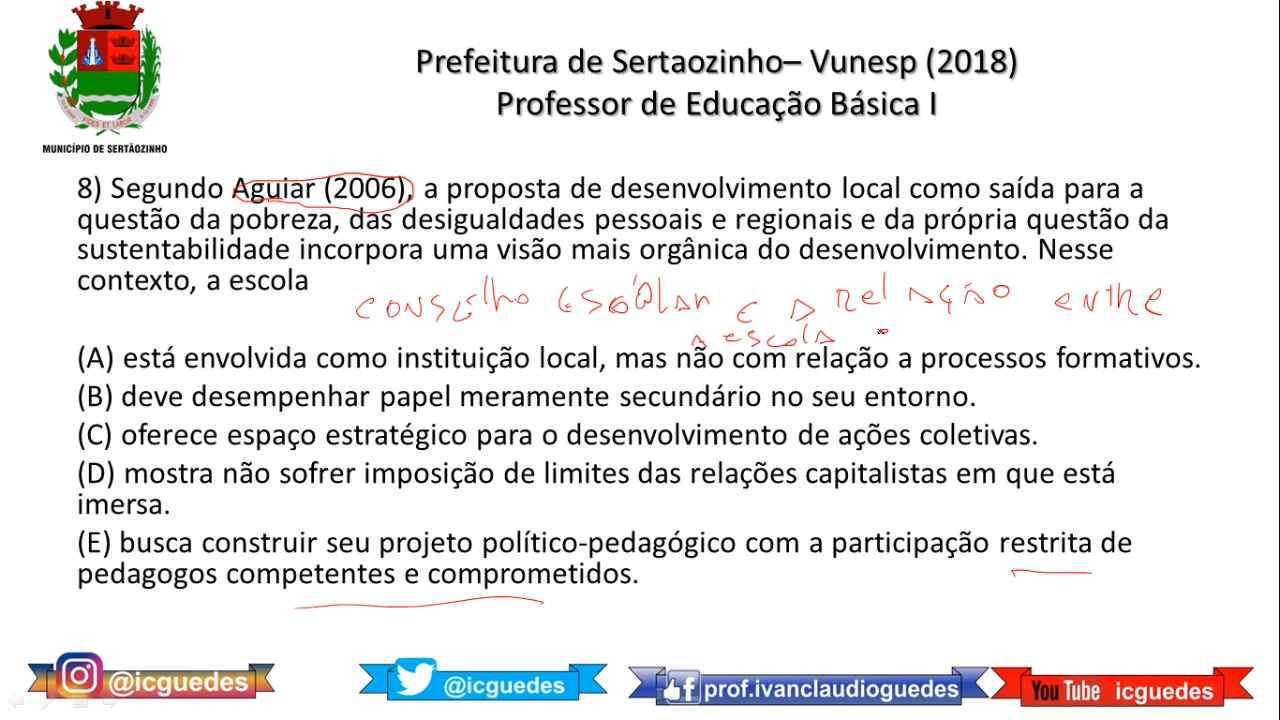 Prefeitura de Sertaozinho– Vunesp (2018)
Professor de Educação Básica I
FIDES ET LABOR
MUNICÍPIO DE SERTÃOZINHO
8) Segundo Aguiar (2006), a proposta de desenvolvimento local como saída para a
questão da pobreza, das desigualdades pessoais e regionais e da própria questão da
sustentabilidade incorpora uma visão mais orgânica do desenvolvimento. Nesse
contexto, a escola
CONSELHO ESCOLAR E A RELAÇÃO ENTRE
A ESCOLA
(A) está envolvida como instituição local, mas não com relação a processos formativos.
(B) deve desempenhar papel meramente secundário no seu entorno.
(C) oferece espaço estratégico para o desenvolvimento de ações coletivas.
(D) mostra não sofrer imposição de limites das relações capitalistas em que está
imersa.
(E) busca construir seu projeto político-pedagógico com a participação restrita de
pedagogos competentes e comprometidos.
@icguedes
@icguedes
prof.ivanclaudioguedes
You Tube icguedes